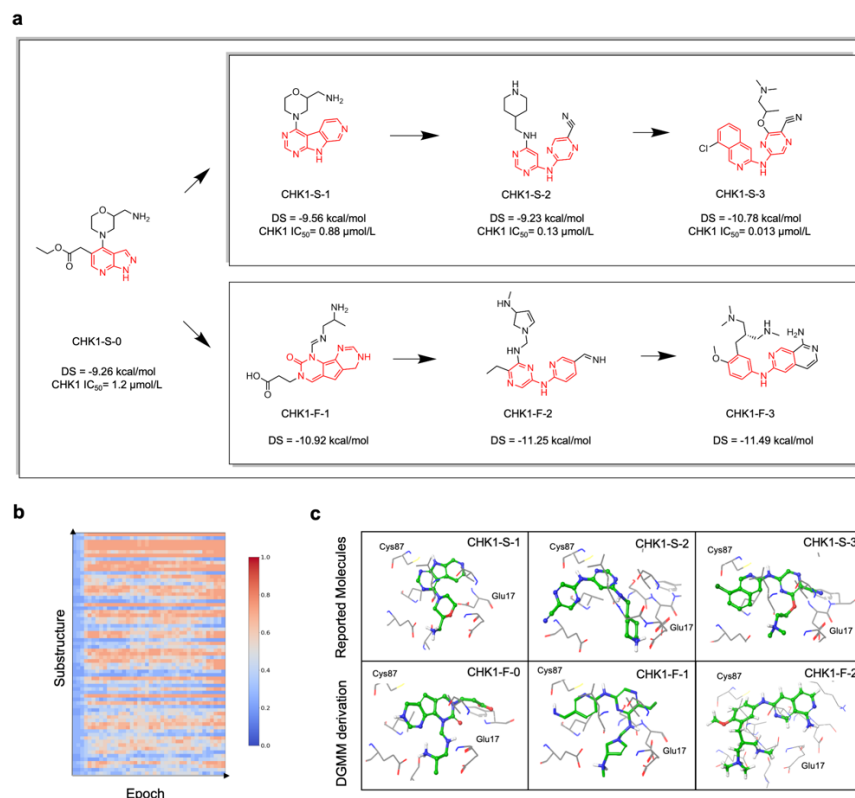 a
CHK1-S-0
DS = -9.26 kcal/mol
CHK1 IC50= 1.2 µmol/L
CHK1-S-1
DS = -9.56 kcal/mol
CHK1 IC50= 0.88 µmol/L
CHK1-S-2
DS = -9.23 kcal/mol
CHK1 IC50= 0.13 µmol/L
CHK1-S-3
DS = -10.78 kcal/mol
CHK1 IC50= 0.013 µmol/L
CHK1-F-1
DS = -10.92 kcal/mol
CHK1-F-2
DS = -11.25 kcal/mol
CHK1-F-3
DS = -11.49 kcal/mol
b
Substructure
Epoch
1.0
0.8
0.6
0.4
0.2
0.0
c
Reported Molecules
DGMM derivation
CHK1-S-1
Cys87
Glu17
CHK1-S-2
Cys87
Glu17
CHK1-S-3
Cys87
Glu17
CHK1-F-0
Cys87
Glu17
CHK1-F-1
Cys87
Glu17
CHK1-F-2
Cys87
Glu17